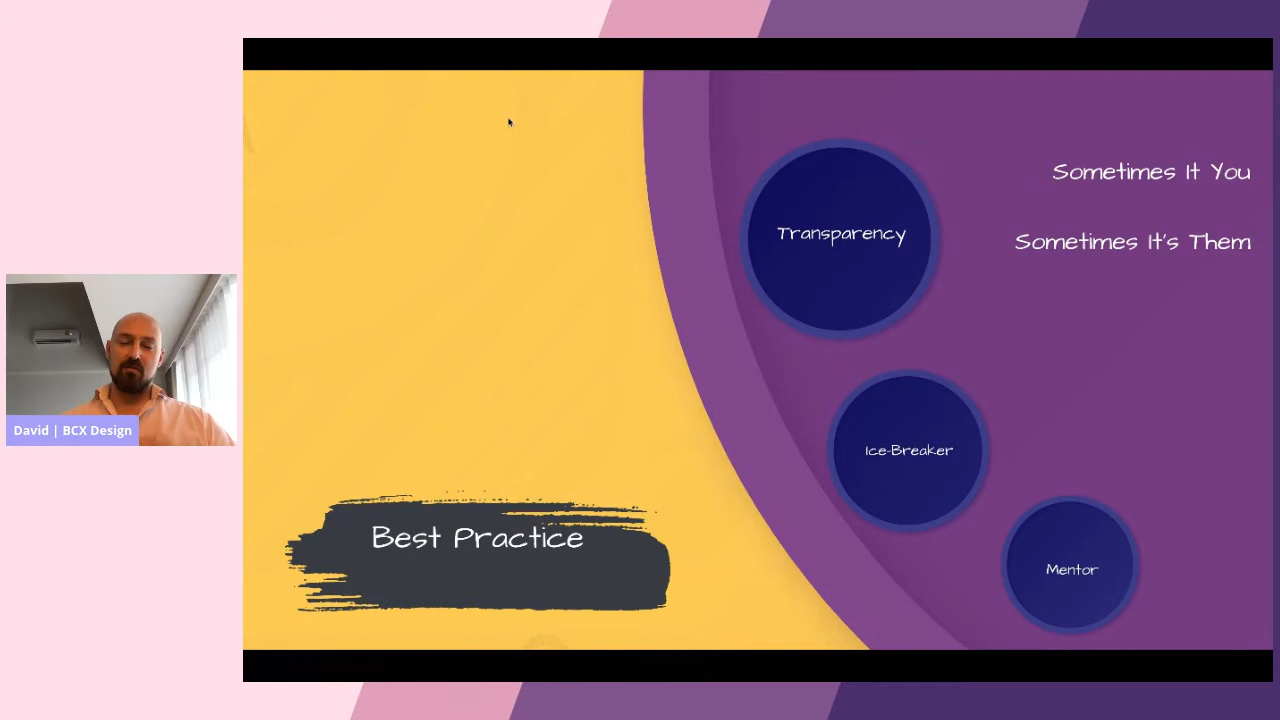 Sometimes It You
Transparency
Sometimes It's Them
Ice-Breaker
Best Practice
Mentor
David | BCX Design